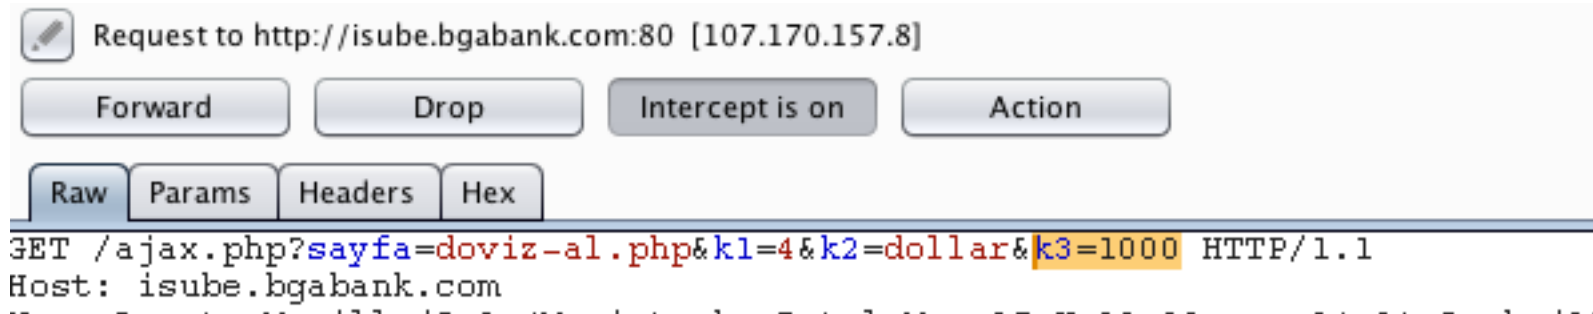 Request to http://isube.bgabank.com:80 [107.170.157.8]
Forward Drop Intercept is on Action
Raw Params Headers Hex
GET /ajax.php?sayfa=doviz-al.php&k1=4&k2=dollar&k3=1000 HTTP/1.1
Host: isube.bgabank.com